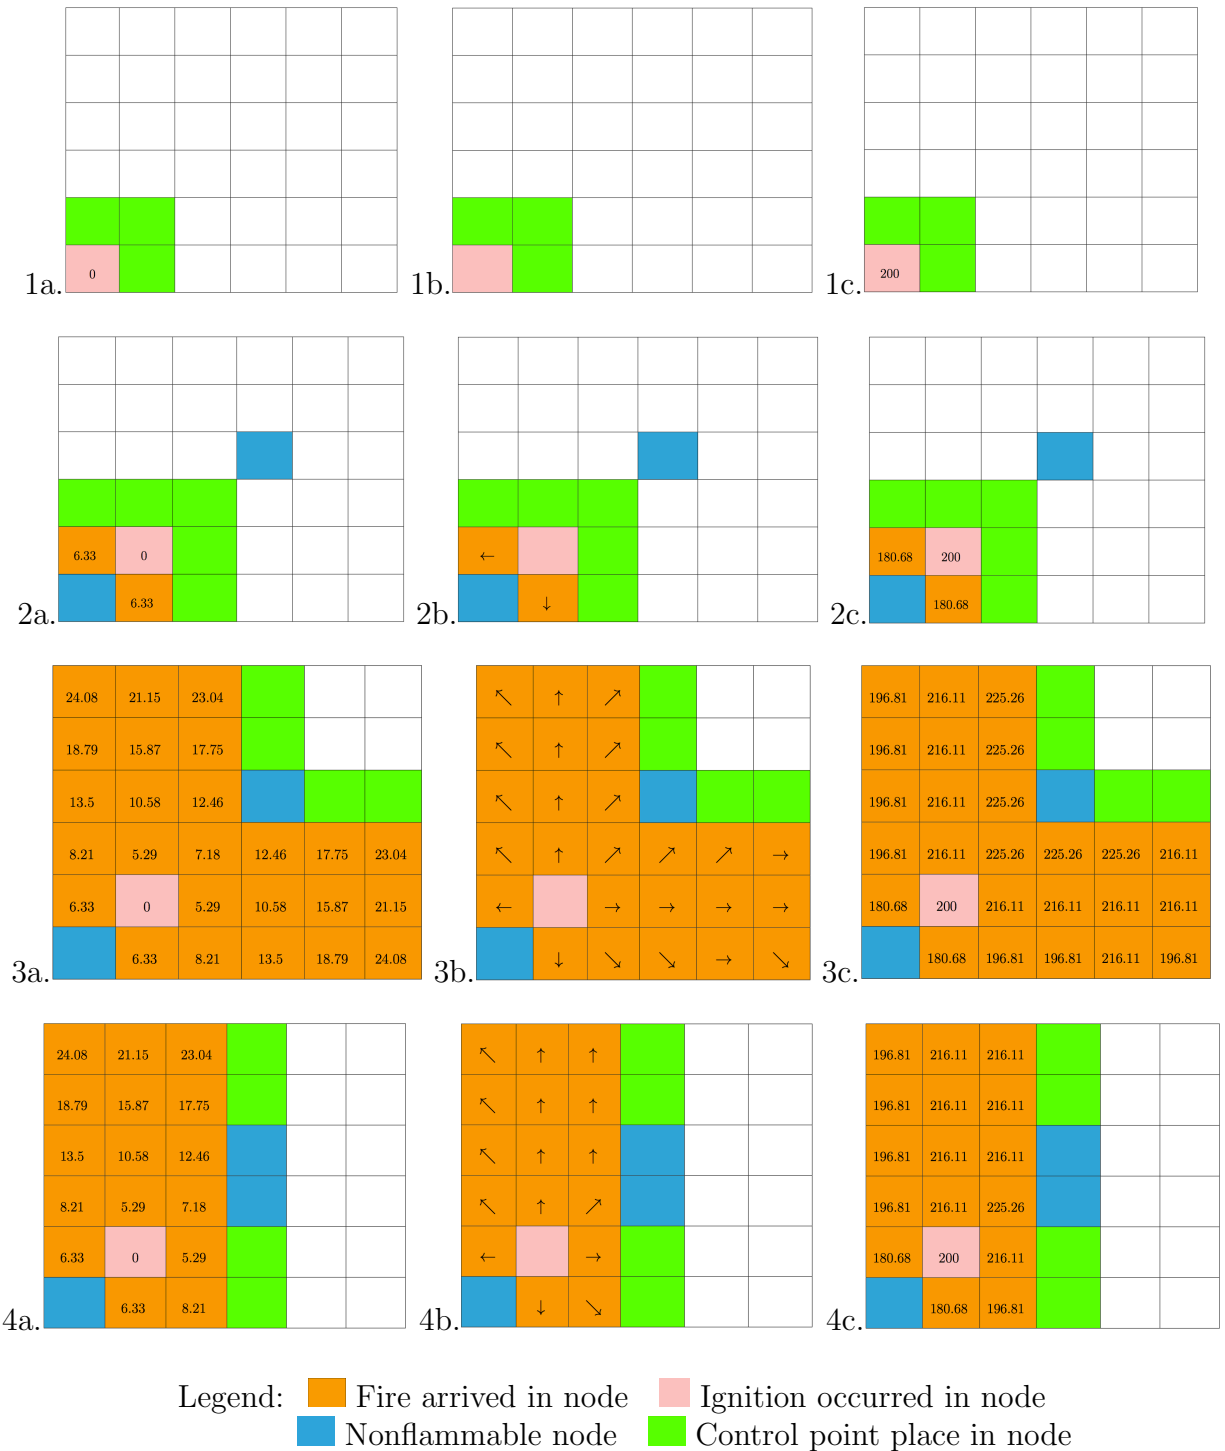 0
1a. 1b. 200 1c.
6.33 0 ← 180.68 200
6.33 ↓ 180.68
2a. 2b. 2c.
24.08 21.15 23.04 ↖ ↑ ↗ 196.81 216.11 225.26
18.79 15.87 17.75 ↖ ↑ ↗ 196.81 216.11 225.26
13.5 10.58 12.46 ↖ ↑ ↗ 196.81 216.11 225.26
8.21 5.29 7.18 12.46 17.75 23.04 ↖ ↑ ↗ ↗ ↗ → 196.81 216.11 225.26 225.26 225.26 216.11
6.33 0 5.29 10.58 15.87 21.15 ← → → → → 180.68 200 216.11 216.11 216.11 216.11
6.33 8.21 13.5 18.79 24.08 ↓ ↘ ↘ → ↘ 180.68 196.81 196.81 216.11 196.81
3a. 3b. 3c.
24.08 21.15 23.04 ↖ ↑ ↑ 196.81 216.11 216.11
18.79 15.87 17.75 ↖ ↑ ↑ 196.81 216.11 216.11
13.5 10.58 12.46 ↖ ↑ ↑ 196.81 216.11 216.11
8.21 5.29 7.18 ↖ ↑ ↗ 196.81 216.11 225.26
6.33 0 5.29 ← → 180.68 200 216.11
6.33 8.21 ↓ ↘ 180.68 196.81
4a. 4b. 4c.
Legend: Fire arrived in node Ignition occurred in node
Nonflammable node Control point place in node